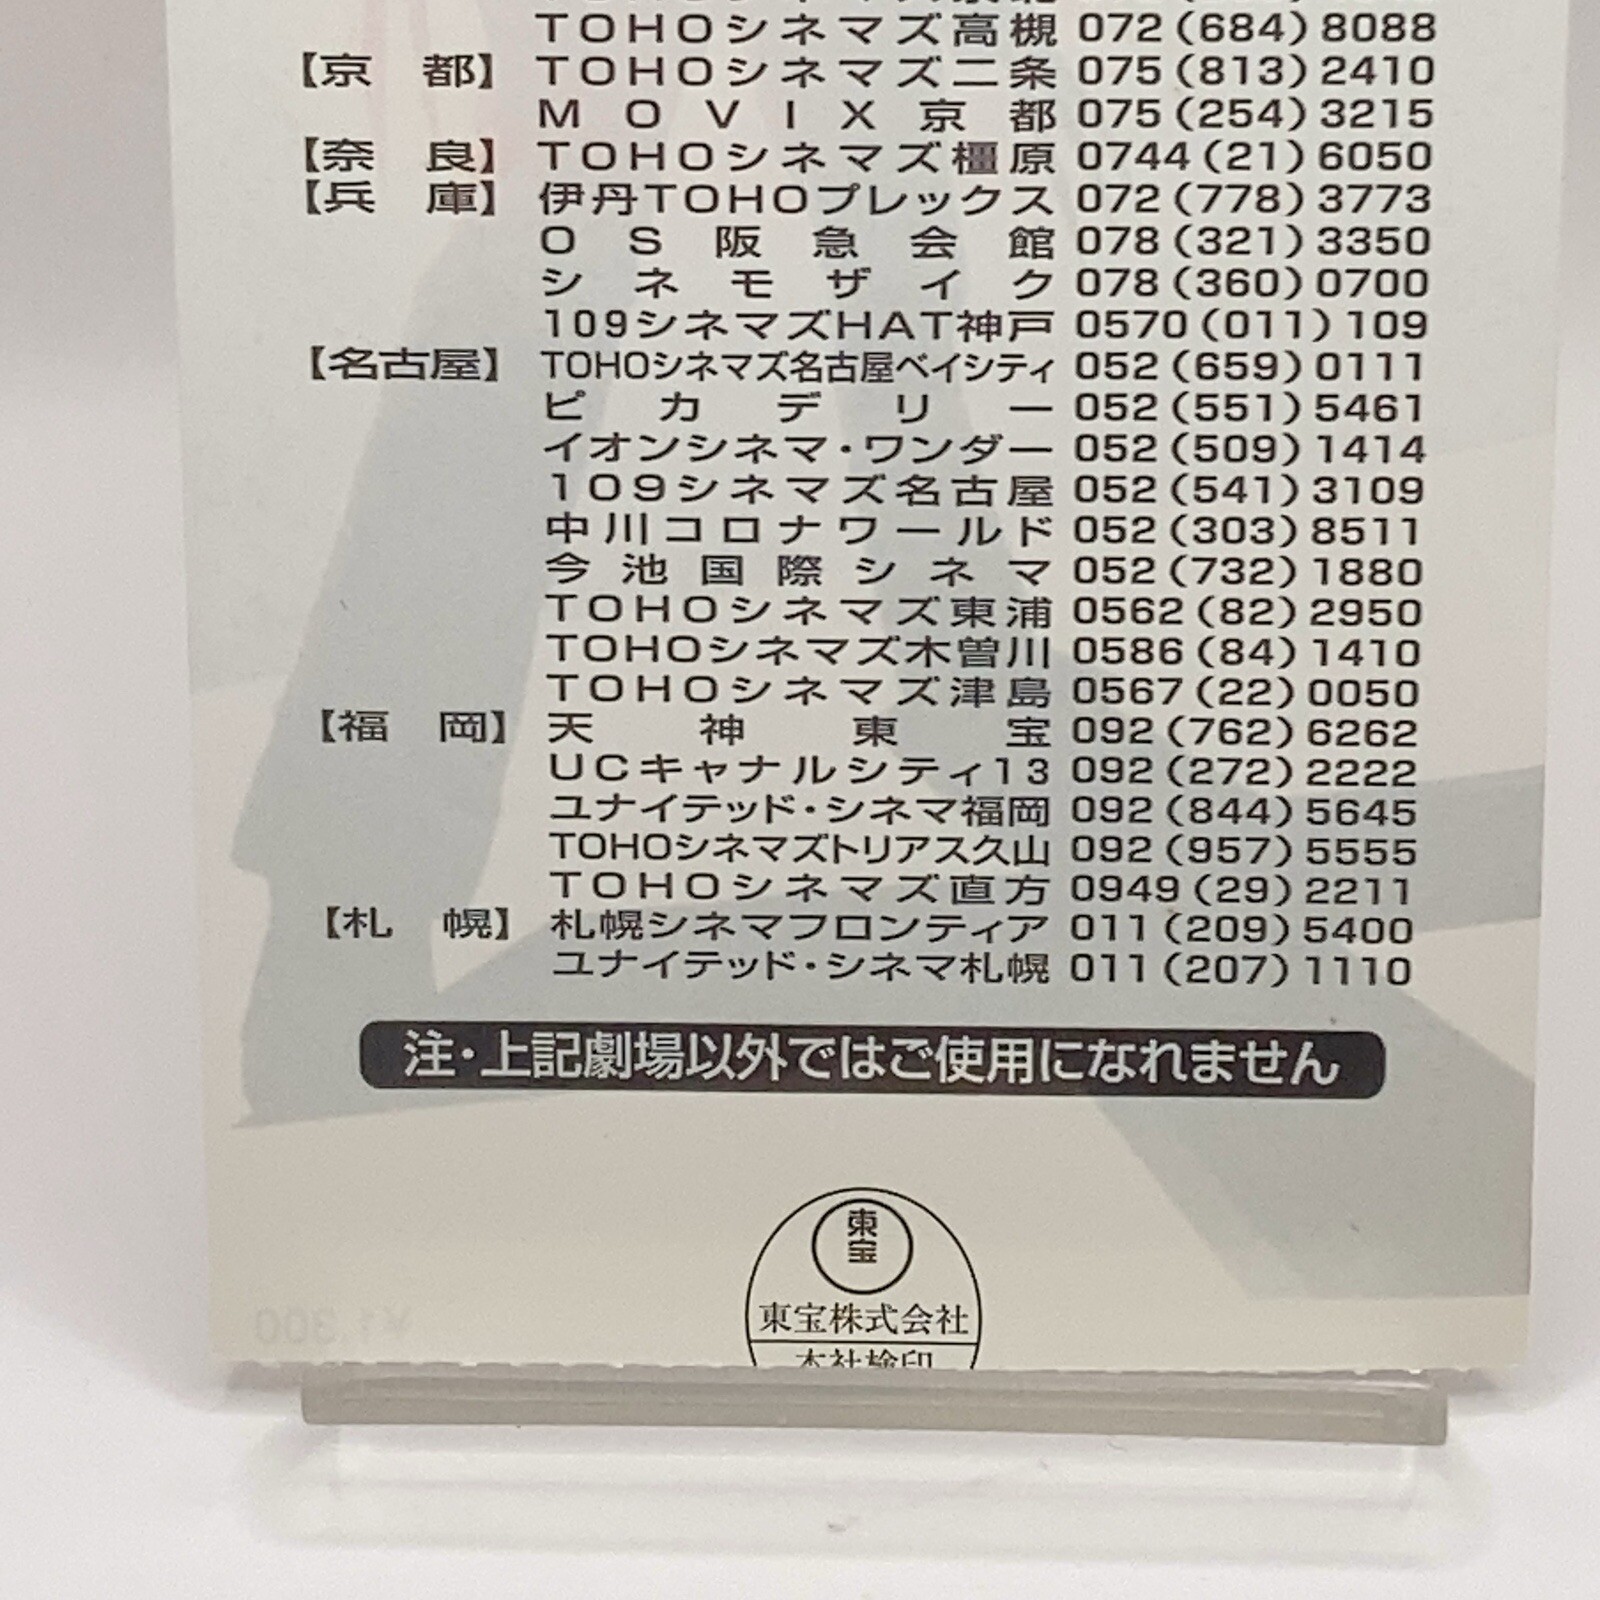 TOHOシネマズ高槻 072(684)8088
【京都】 TOHOシネマズ二条 075(813)2410
MOVIX京都 075(254)3215
【奈良】 TOHOシネマズ橿原 0744(21)6050
【兵庫】 伊丹TOHOプレックス 072(778)3773
OS阪急会館 078(321)3350
シネモザイク 078(360)0700
109シネマズHAT神戸 0570(011)109
【名古屋】 TOHOシネマズ名古屋ベイシティ 052(659)0111
ピカデリー 052(551)5461
イオンシネマ・ワンダー 052(509)1414
109シネマズ名古屋 052(541)3109
中川コロナワールド 052(303)8511
今池国際シネマ 052(732)1880
TOHOシネマズ東浦 0562(82)2950
TOHOシネマズ木曽川 0586(84)1410
TOHOシネマズ津島 0567(22)0050
【福岡】 天神東宝 092(762)6262
UCキャナルシティ13 092(272)2222
ユナイテッド・シネマ福岡 092(844)5645
TOHOシネマズトリアス久山 092(957)5555
TOHOシネマズ直方 0949(29)2211
【札幌】 札幌シネマフロンティア 011(209)5400
ユナイテッド・シネマ札幌 011(207)1110
注・上記劇場以外ではご使用になれません
東宝
東宝株式会社
本社検印
¥1,300